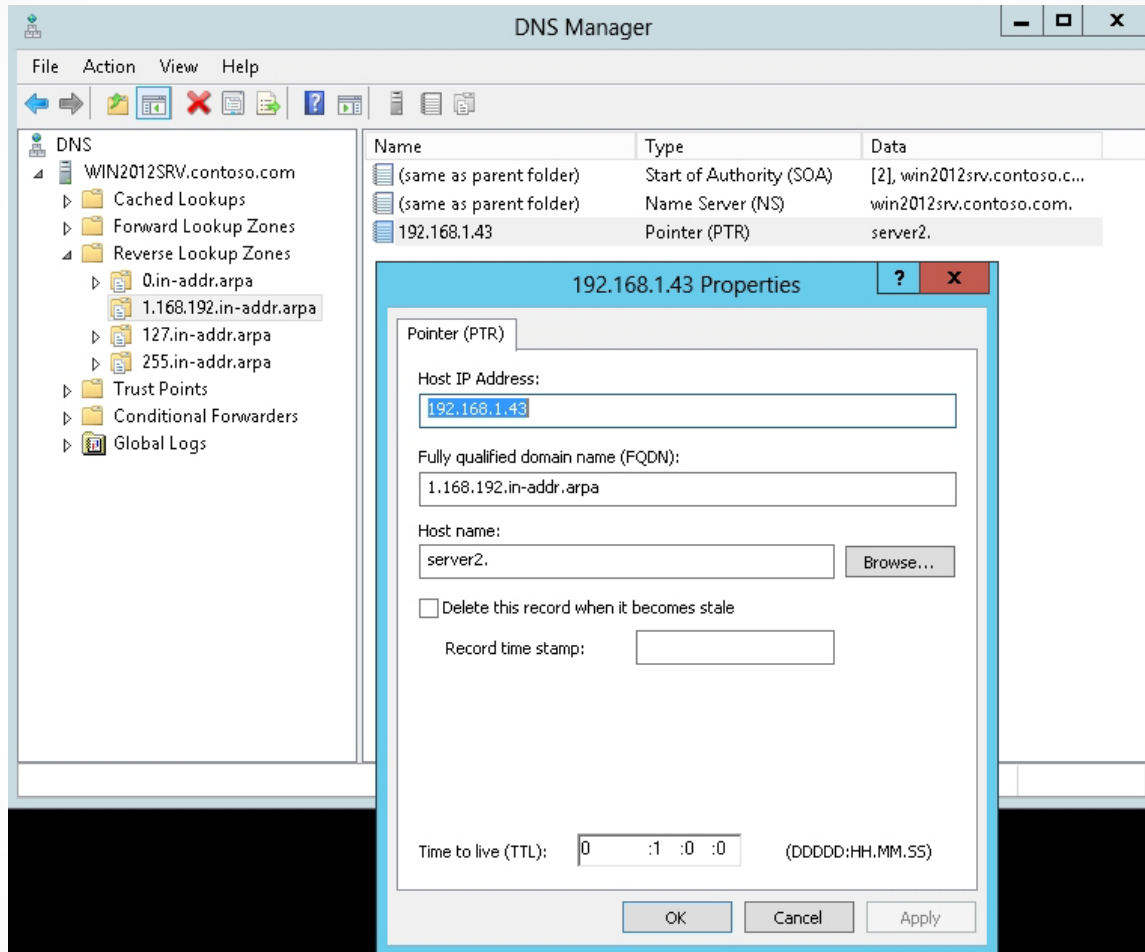 DNS Manager
File Action View Help
DNS
WIN2012SRV.contoso.com
Cached Lookups
Forward Lookup Zones
Reverse Lookup Zones
0.in-addr.arpa
1.168.192.in-addr.arpa
127.in-addr.arpa
255.in-addr.arpa
Trust Points
Conditional Forwarders
Global Logs
Name Type Data
(same as parent folder) Start of Authority (SOA) [2], win2012srv.contoso.c...
(same as parent folder) Name Server (NS) win2012srv.contoso.com.
192.168.1.43 Pointer (PTR) server2.
192.168.1.43 Properties
Pointer (PTR)
Host IP Address:
192.168.1.43
Fully qualified domain name (FQDN):
1.168.192.in-addr.arpa
Host name:
server2.
Browse...
Delete this record when it becomes stale
Record time stamp:
Time to live (TTL): 0 :1 :0 :0 (DDDDD:HH.MM.SS)
OK Cancel Apply